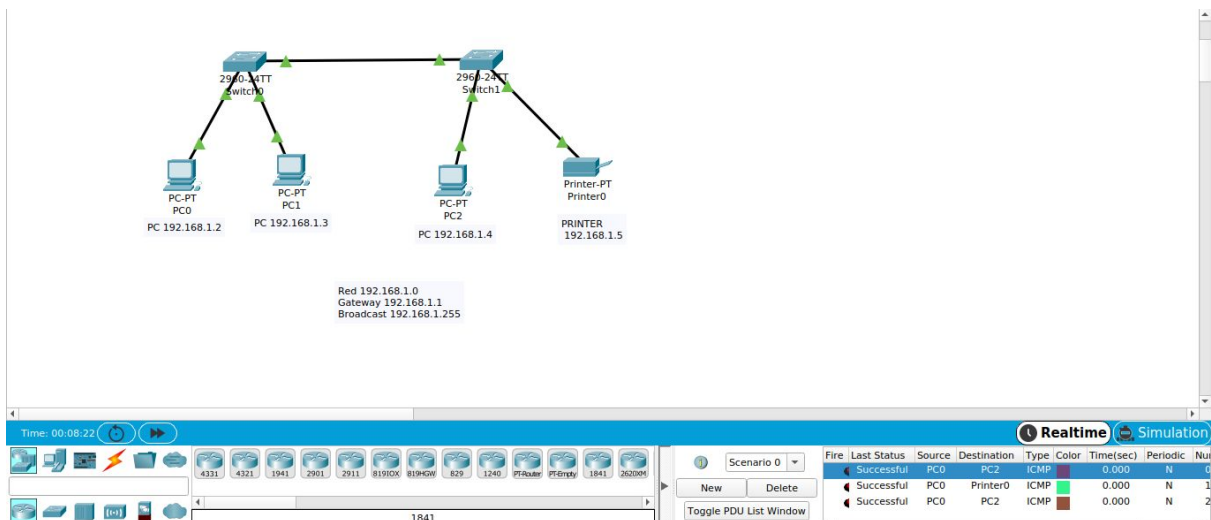 2960-24TT
Switch0
2960-24TT
Switch1
PC-PT
PC0
PC 192.168.1.2
PC-PT
PC1
PC 192.168.1.3
PC-PT
PC2
PC 192.168.1.4
Printer-PT
Printer0
PRINTER
192.168.1.5
Red 192.168.1.0
Gateway 192.168.1.1
Broadcast 192.168.1.255
Time: 00:08:22
Realtime
Simulation
4331 4321 1941 2901 2911 819IOX 819HGW 829 1240 PT-Router PT-Empty 1841 2620XM
1841
Scenario 0
New Delete
Toggle PDU List Window
Fire Last Status Source Destination Type Color Time(sec) Periodic Nu
Successful PC0 PC2 ICMP 0.000 N 0
Successful PC0 Printer0 ICMP 0.000 N 1
Successful PC0 PC2 ICMP 0.000 N 2